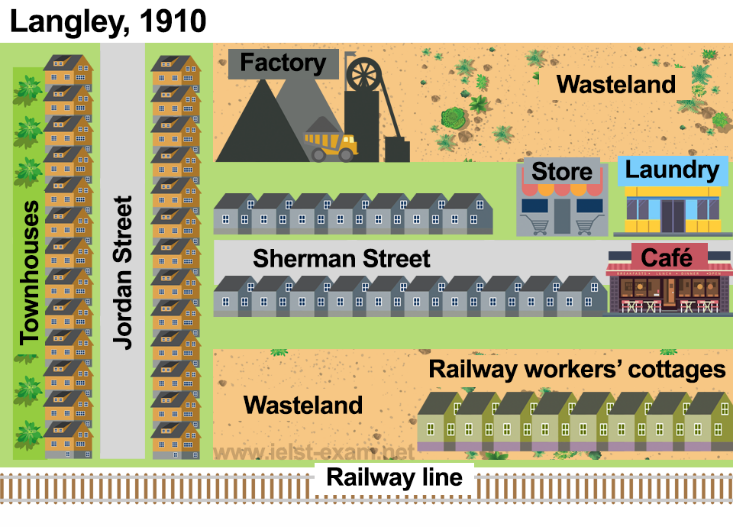 Langley, 1910
Factory
Wasteland
Store
Laundry
Townhouses
Jordan Street
Sherman Street
Café
Railway workers’ cottages
Wasteland
www.ielst-exam.net
Railway line